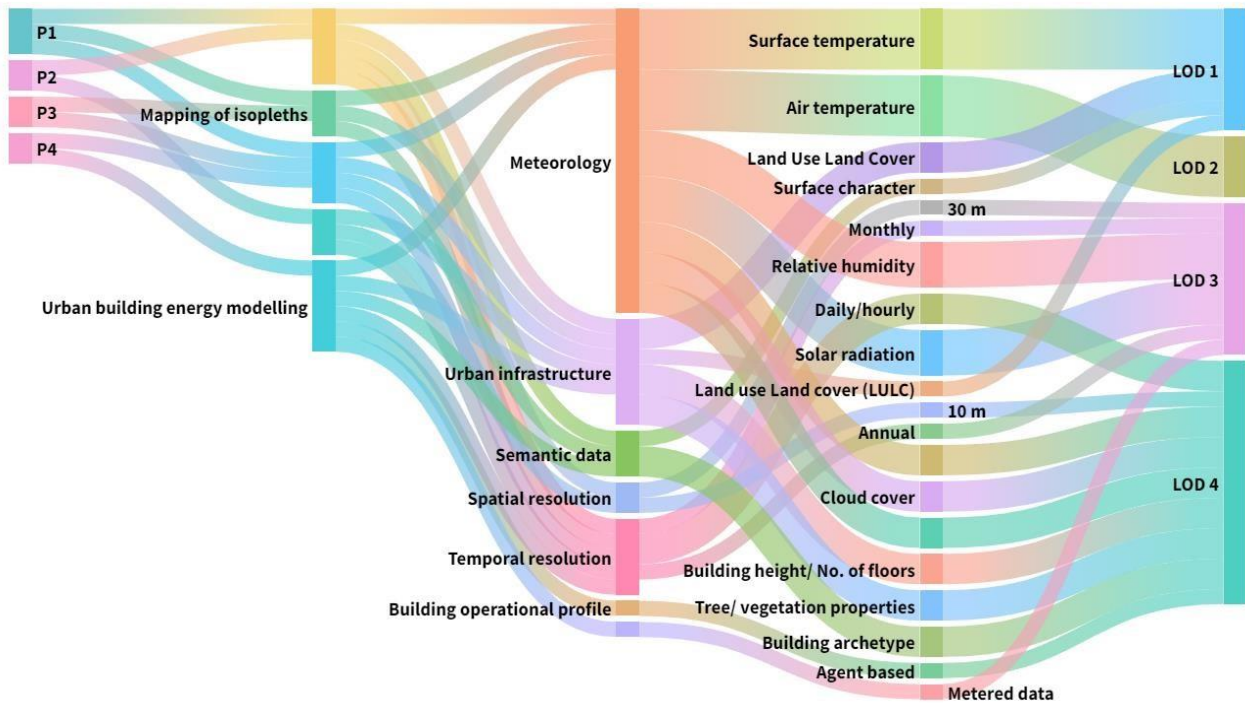 P1
P2
P3
P4
Mapping of isopleths
Urban building energy modelling
Meteorology
Urban infrastructure
Semantic data
Spatial resolution
Temporal resolution
Building operational profile
Surface temperature
Air temperature
Land Use Land Cover
Surface character
30 m
Monthly
Relative humidity
Daily/hourly
Solar radiation
Land use Land cover (LULC)
10 m
Annual
Cloud cover
Building height/ No. of floors
Tree/ vegetation properties
Building archetype
Agent based
Metered data
LOD 1
LOD 2
LOD 3
LOD 4